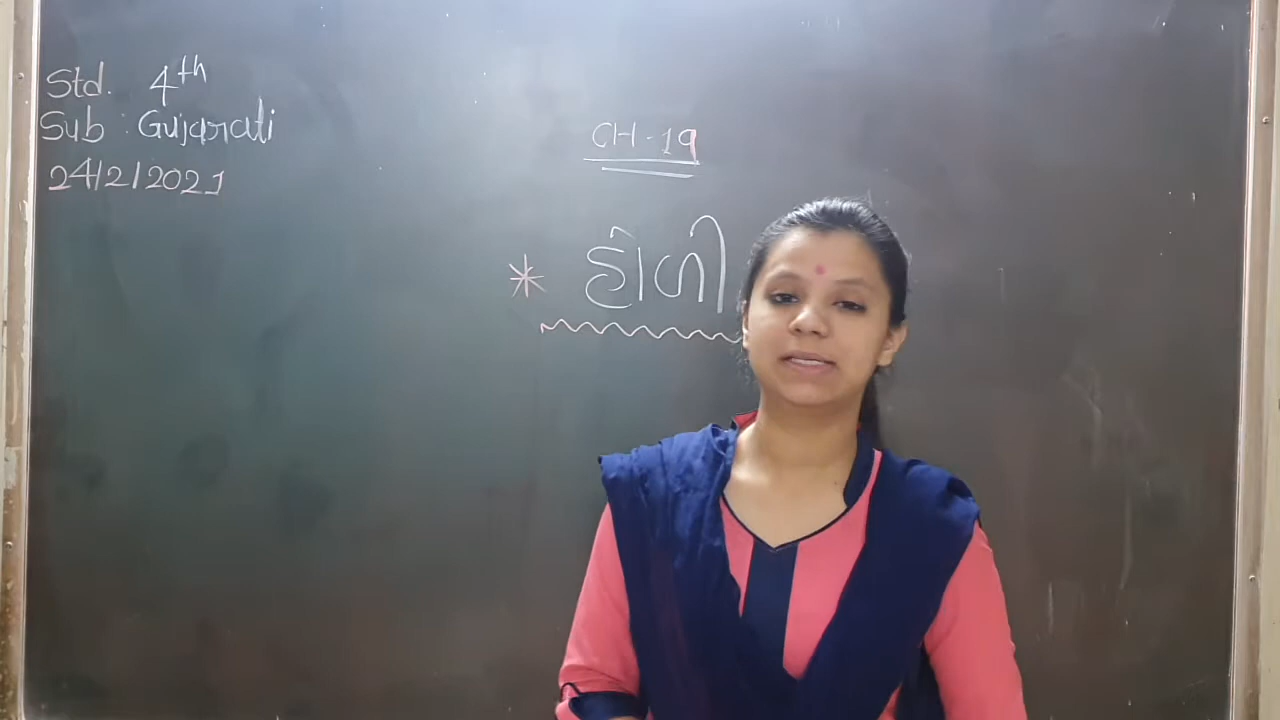 Std. 4th
Sub : Gujarati
24/2/2021
CH-19
* હોળી